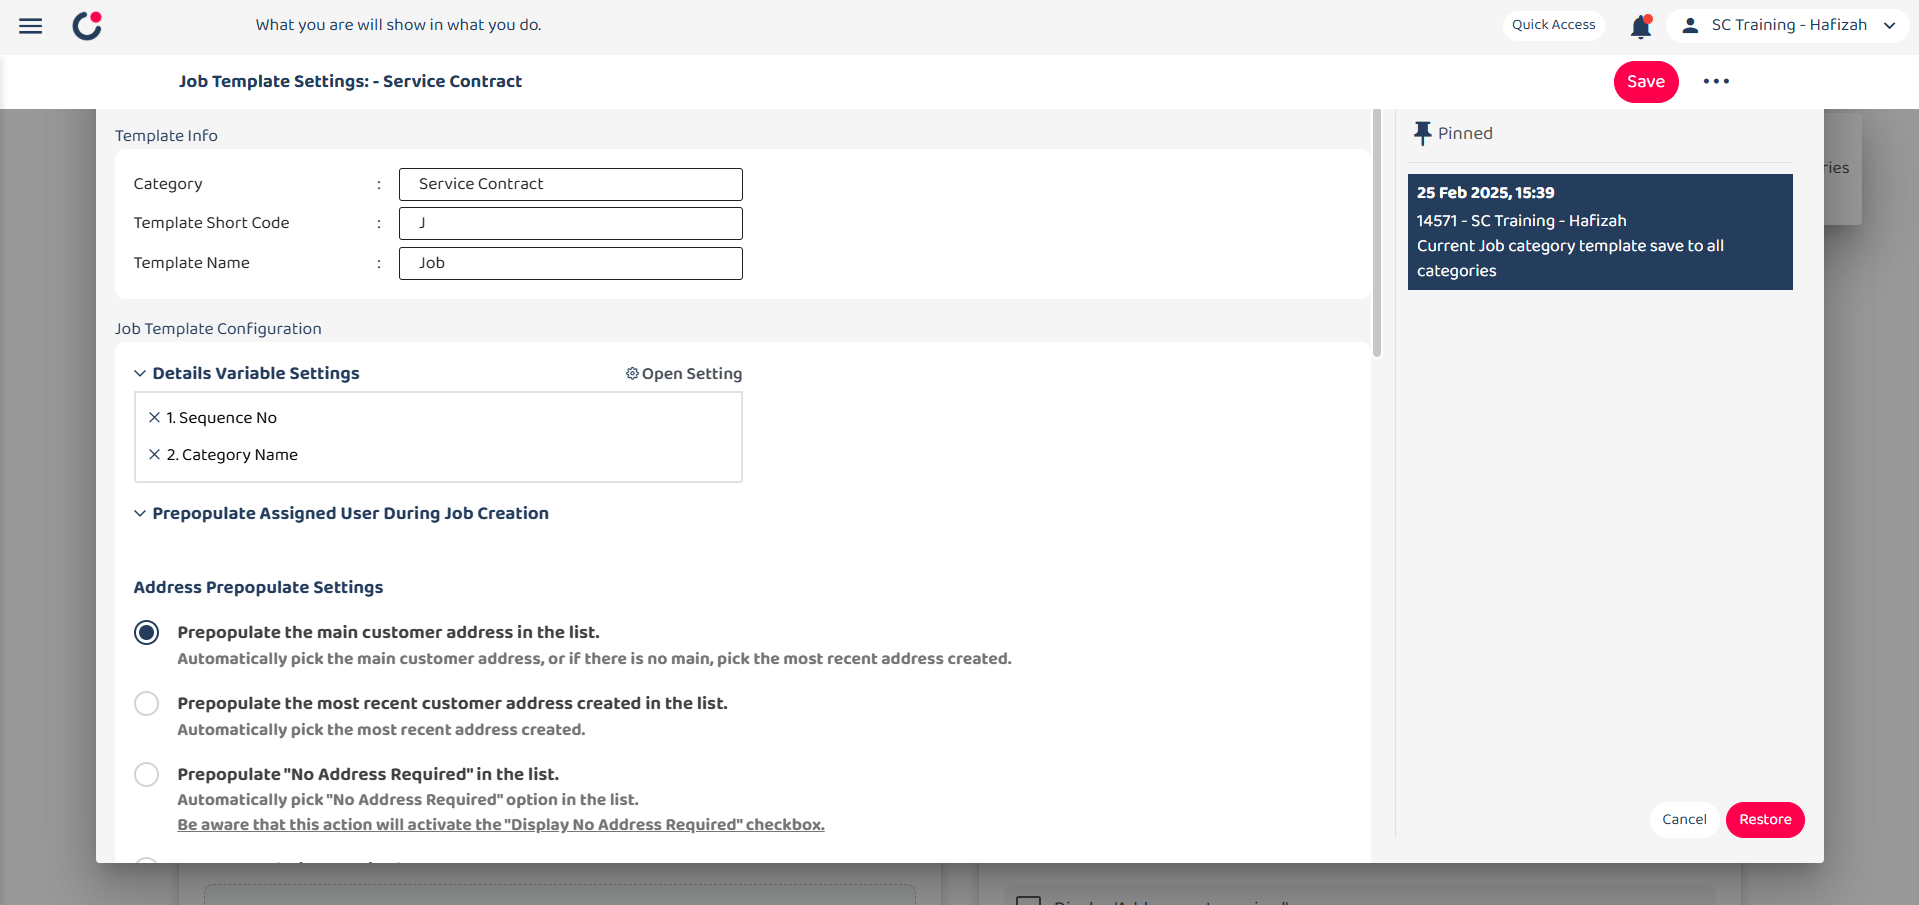 What you are will show in what you do.
Quick Access
SC Training - Hafizah
Job Template Settings: - Service Contract
Save
Template Info
Category : Service Contract
Template Short Code : J
Template Name : Job
Job Template Configuration
Details Variable Settings
Open Setting
1. Sequence No
2. Category Name
Prepopulate Assigned User During Job Creation
Address Prepopulate Settings
Prepopulate the main customer address in the list.
Automatically pick the main customer address, or if there is no main, pick the most recent address created.
Prepopulate the most recent customer address created in the list.
Automatically pick the most recent address created.
Prepopulate "No Address Required" in the list.
Automatically pick "No Address Required" option in the list.
Be aware that this action will activate the "Display No Address Required" checkbox.
Pinned
25 Feb 2025, 15:39
14571 - SC Training - Hafizah
Current Job category template save to all
categories
Cancel
Restore